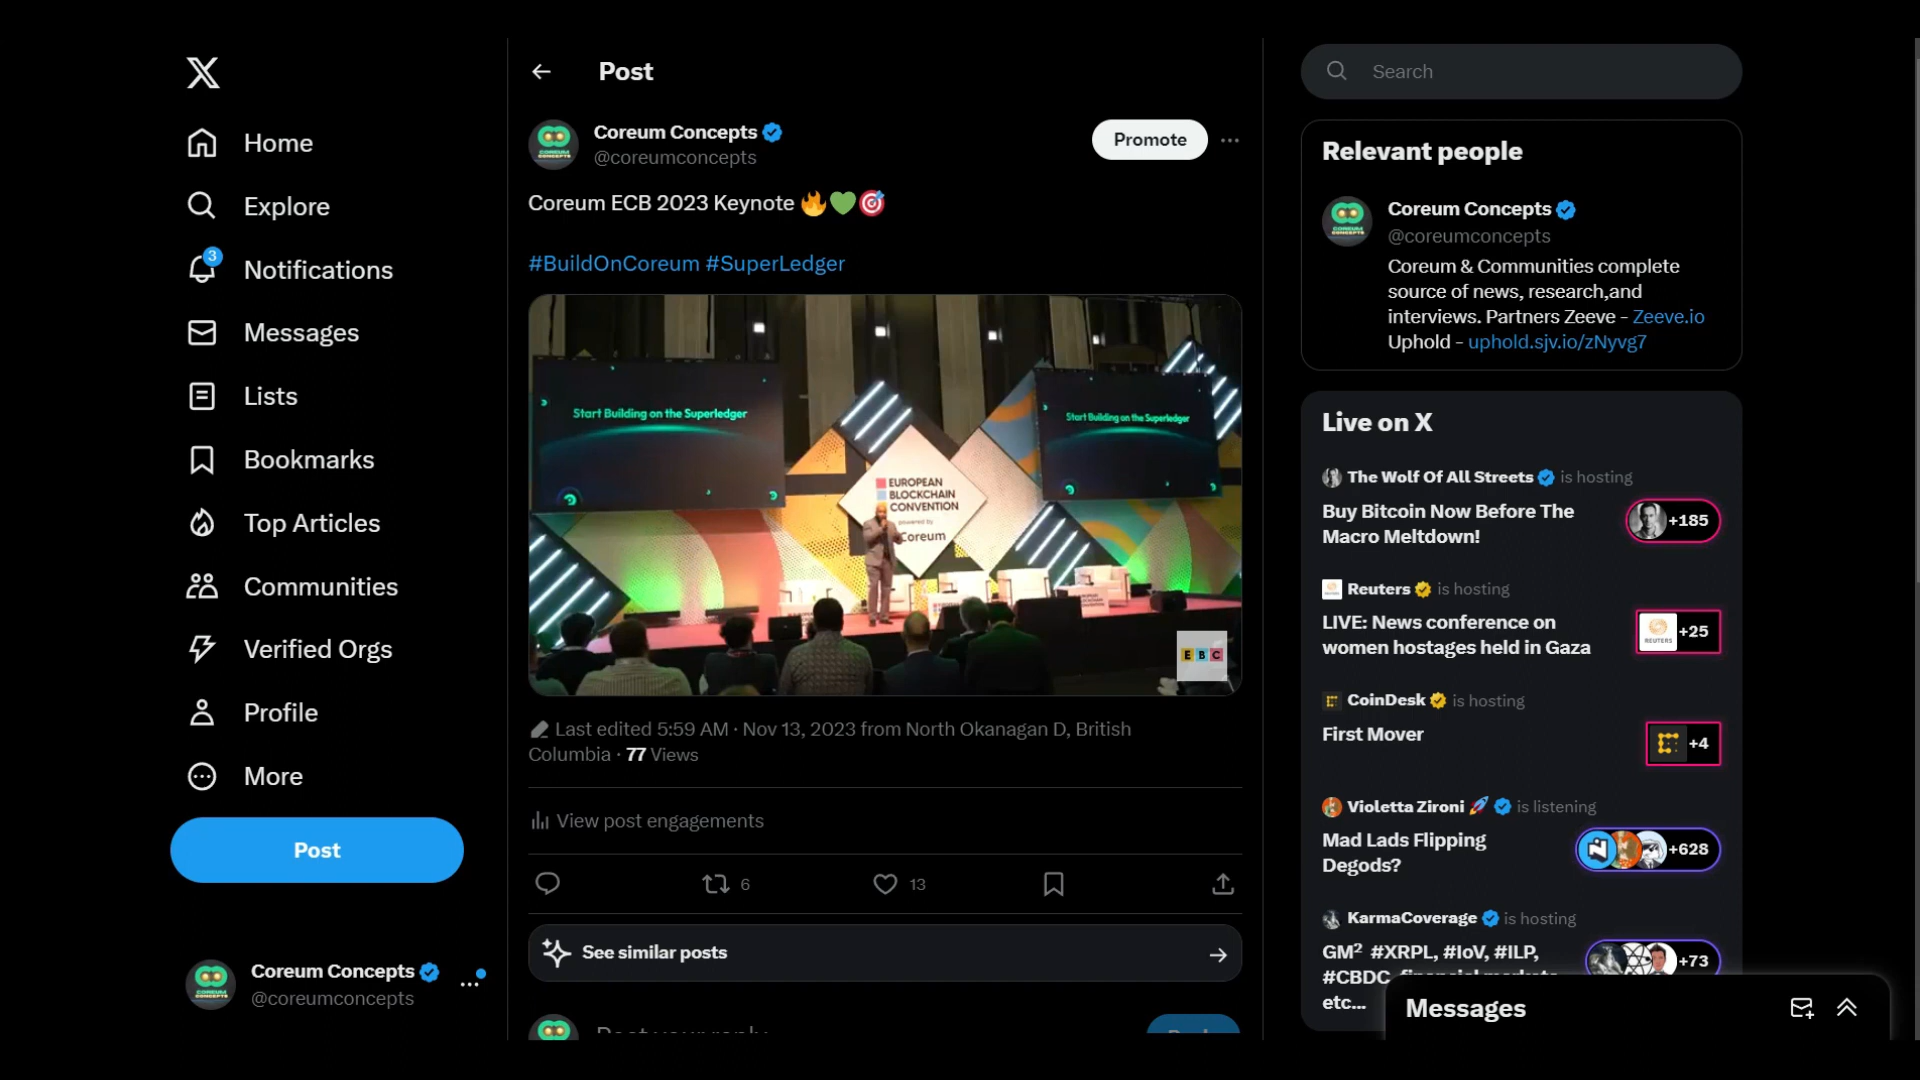 Home
Explore
3
Notifications
Messages
Lists
Bookmarks
Top Articles
Communities
Verified Orgs
Profile
More
Post
Coreum Concepts
@coreumconcepts
Post
Coreum Concepts
@coreumconcepts
Promote
Coreum ECB 2023 Keynote 🔥💚🎯
#BuildOnCoreum #SuperLedger
Start Building on the Superledger
Start Building on the Superledger
EUROPEAN
BLOCKCHAIN
CONVENTION
powered by
Coreum
EBC
Last edited 5:59 AM · Nov 13, 2023 from North Okanagan D, British
Columbia · 77 Views
View post engagements
6
13
See similar posts
Search
Relevant people
Coreum Concepts
@coreumconcepts
Coreum & Communities complete
source of news, research,and
interviews. Partners Zeeve - Zeeve.io
Uphold - uphold.sjv.io/zNyvg7
Live on X
The Wolf Of All Streets is hosting
Buy Bitcoin Now Before The
Macro Meltdown!
+185
Reuters is hosting
LIVE: News conference on
women hostages held in Gaza
REUTERS
+25
CoinDesk is hosting
First Mover
+4
Violetta Zironi 🚀 is listening
Mad Lads Flipping
Degods?
+628
KarmaCoverage is hosting
GM² #XRPL, #IoV, #ILP,
#CBDC, financial markets
etc...
+73
Messages